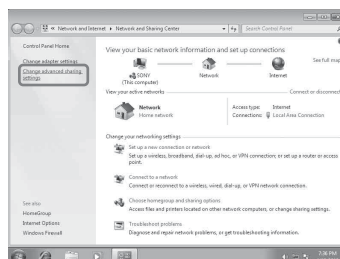 « Network and Internet ▸ Network and Sharing Center
Search Control Panel
Control Panel Home
Change adapter settings
Change advanced sharing
settings
See also
HomeGroup
Internet Options
Windows Firewall
View your basic network information and set up connections
See full map
SONY
(This computer)
Network
Internet
View your active networks
Connect or disconnect
Network
Home network
Access type: Internet
Connections: Local Area Connection
Change your networking settings
Set up a new connection or network
Set up a wireless, broadband, dial-up, ad hoc, or VPN connection; or set up a router or access
point.
Connect to a network
Connect or reconnect to a wireless, wired, dial-up, or VPN network connection.
Choose homegroup and sharing options
Access files and printers located on other network computers, or change sharing settings.
Troubleshoot problems
Diagnose and repair network problems, or get troubleshooting information.
7:36 PM